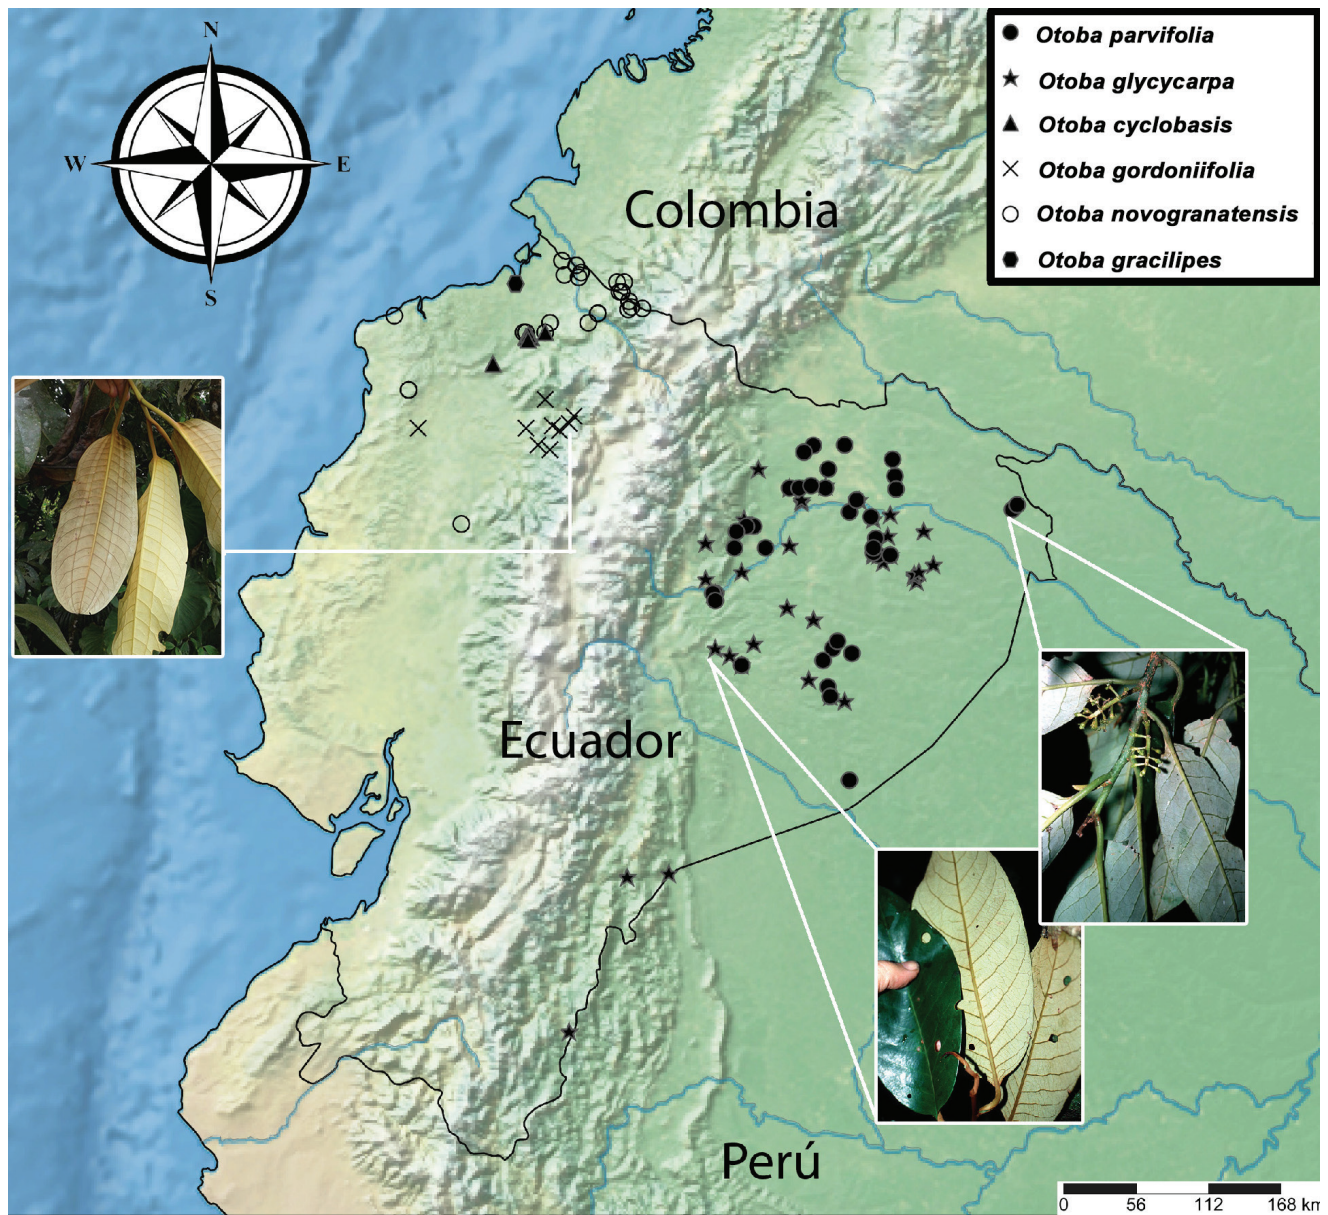 N
W
E
S
Otoba parvifolia
Otoba glycycarpa
Otoba cyclobasis
Otoba gordoniifolia
Otoba novogranatensis
Otoba gracilipes
Colombia
Ecuador
Perú
0 56 112 168 km